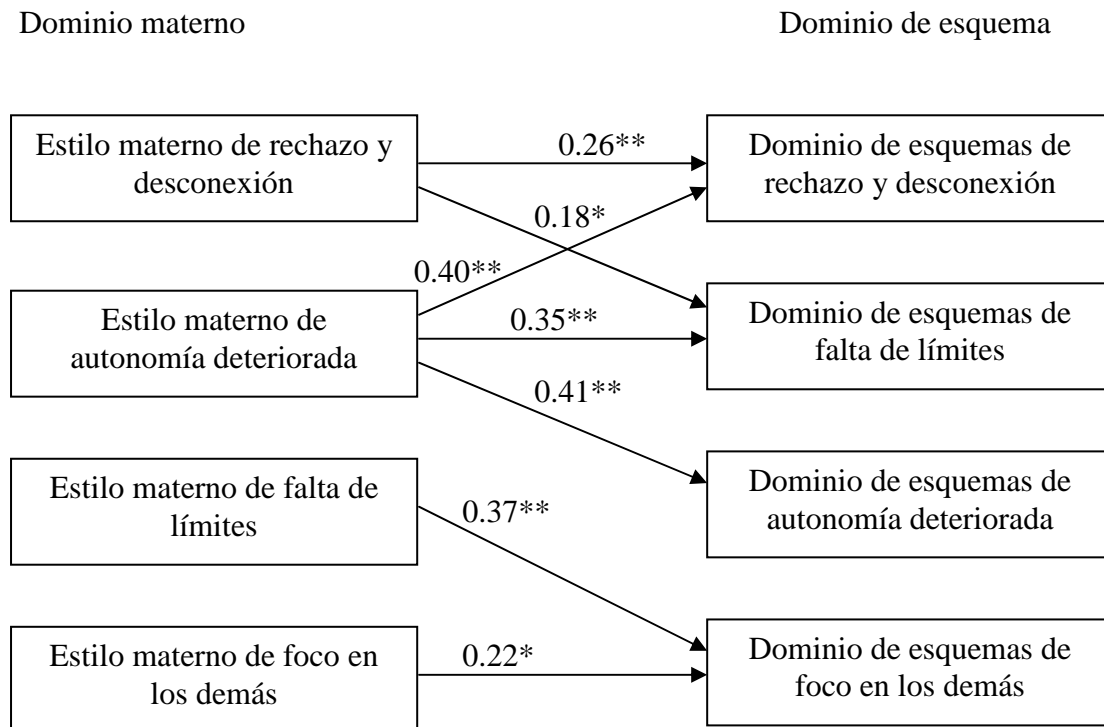 Dominio materno
Dominio de esquema
Estilo materno de rechazo y
desconexión
0.26**
Dominio de esquemas de
rechazo y desconexión
0.18*
0.40**
Estilo materno de
autonomía deteriorada
0.35**
Dominio de esquemas de
falta de límites
0.41**
Estilo materno de falta de
límites
0.37**
Dominio de esquemas de
autonomía deteriorada
Estilo materno de foco en
los demás
0.22*
Dominio de esquemas de
foco en los demás